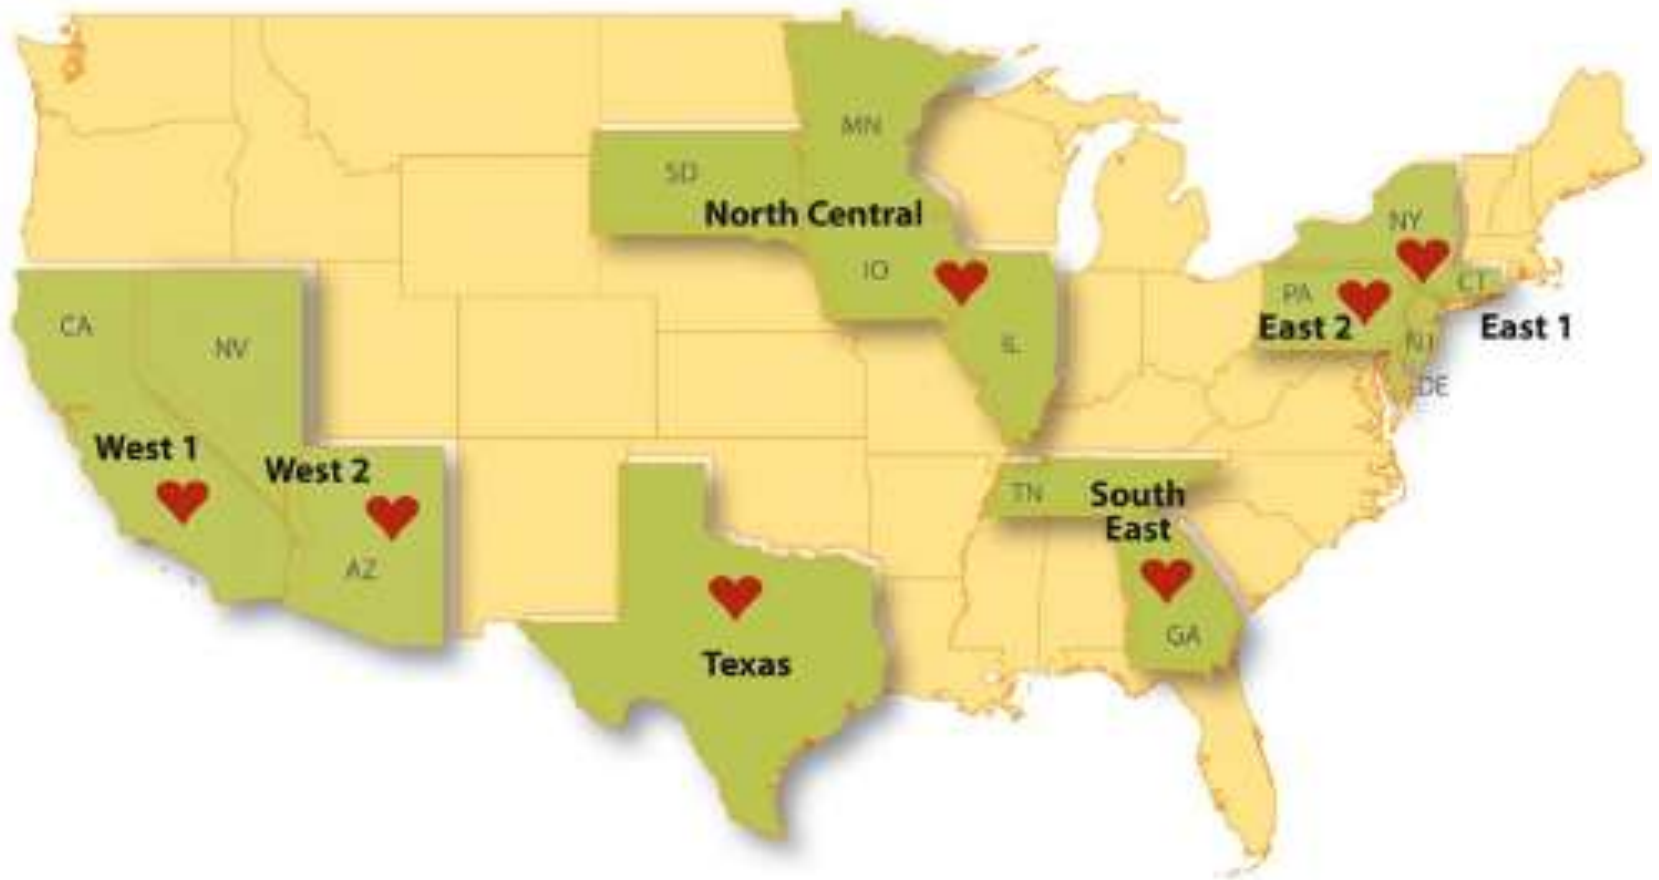 MN
SD
North Central
NY
IO
CT
PA
CA
East 2
East 1
NV
IL
NJ
DE
West 1
West 2
TN
South
East
AZ
GA
Texas